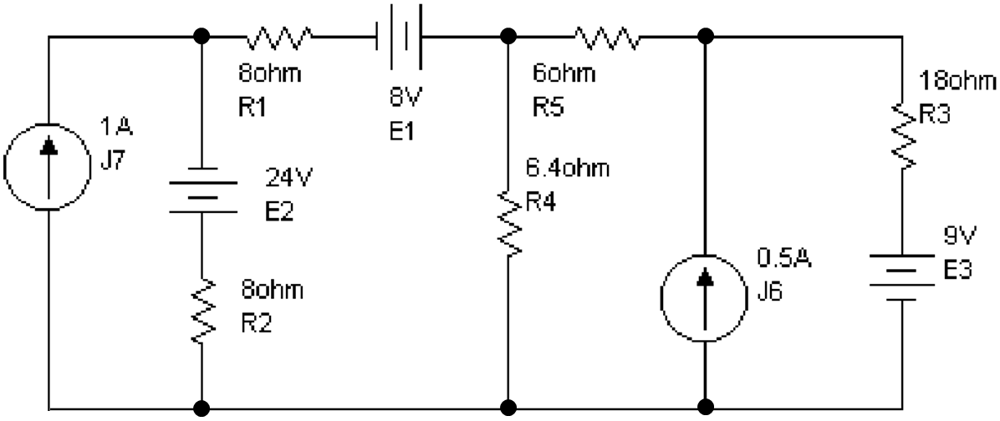 8ohm
R1
8V
E1
6ohm
R5
18ohm
R3
1A
J7
24V
E2
6.4ohm
R4
8ohm
R2
0.5A
J6
9V
E3